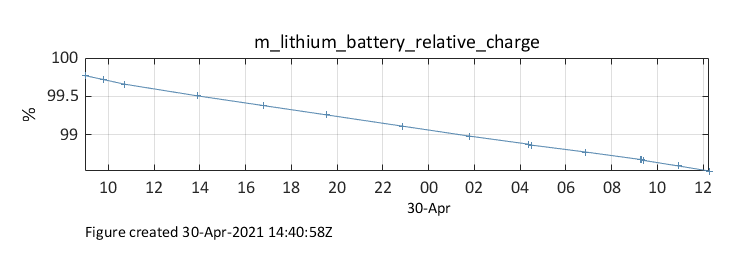 m_lithium_battery_relative_charge
100
99.5
99
%
10 12 14 16 18 20 22 00 02 04 06 08 10 12
30-Apr
Figure created 30-Apr-2021 14:40:58Z